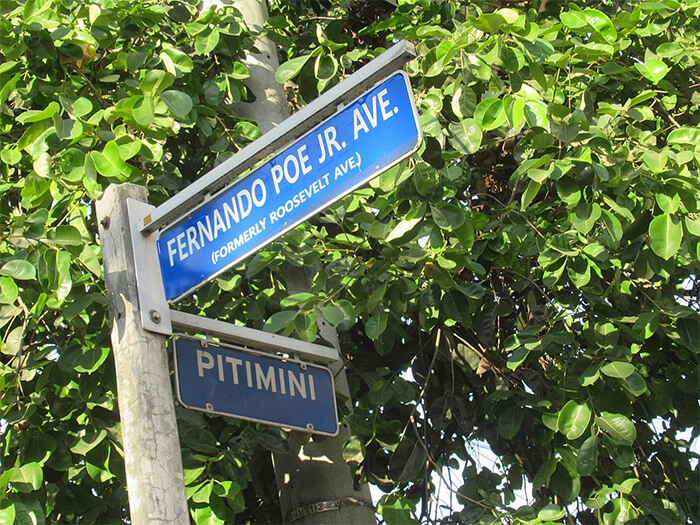 FERNANDO POE JR. AVE.
(FORMERLY ROOSEVELT AVE.)
PITIMINI